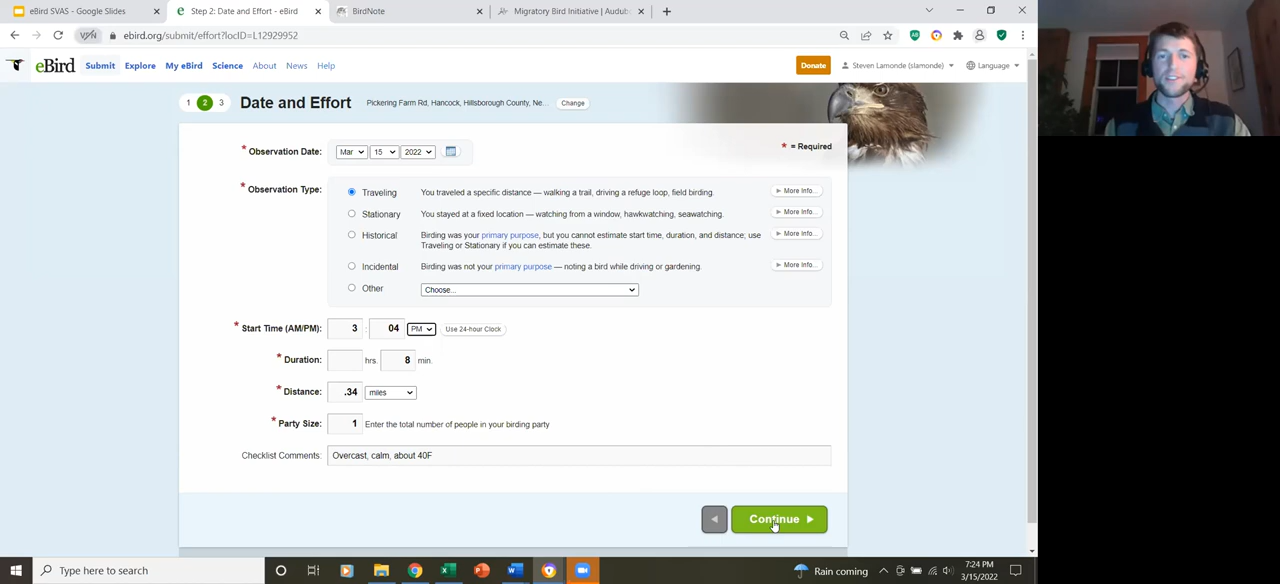 eBird SVAS - Google Slides
Step 2: Date and Effort - eBird
BirdNote
Migratory Bird Initiative | Audub
VPN
ebird.org/submit/effort?locID=L12929952
eBird
Submit
Explore
My eBird
Science
About
News
Help
Donate
Steven Lamonde (slamonde)
Language
1 2 3
Date and Effort
Pickering Farm Rd, Hancock, Hillsborough County, Ne...
Change
* Observation Date: Mar 15 2022
* = Required
* Observation Type:
Traveling You traveled a specific distance — walking a trail, driving a refuge loop, field birding. More Info...
Stationary You stayed at a fixed location — watching from a window, hawkwatching, seawatching. More Info...
Historical Birding was your primary purpose, but you cannot estimate start time, duration, and distance; use More Info...
Traveling or Stationary if you can estimate these.
Incidental Birding was not your primary purpose — noting a bird while driving or gardening. More Info...
Other Choose...
* Start Time (AM/PM): 3 : 04 PM Use 24-hour Clock
* Duration: hrs. 8 min.
* Distance: .34 miles
* Party Size: 1 Enter the total number of people in your birding party
Checklist Comments: Overcast, calm, about 40F
Continue
Type here to search
Rain coming
7:24 PM
3/15/2022